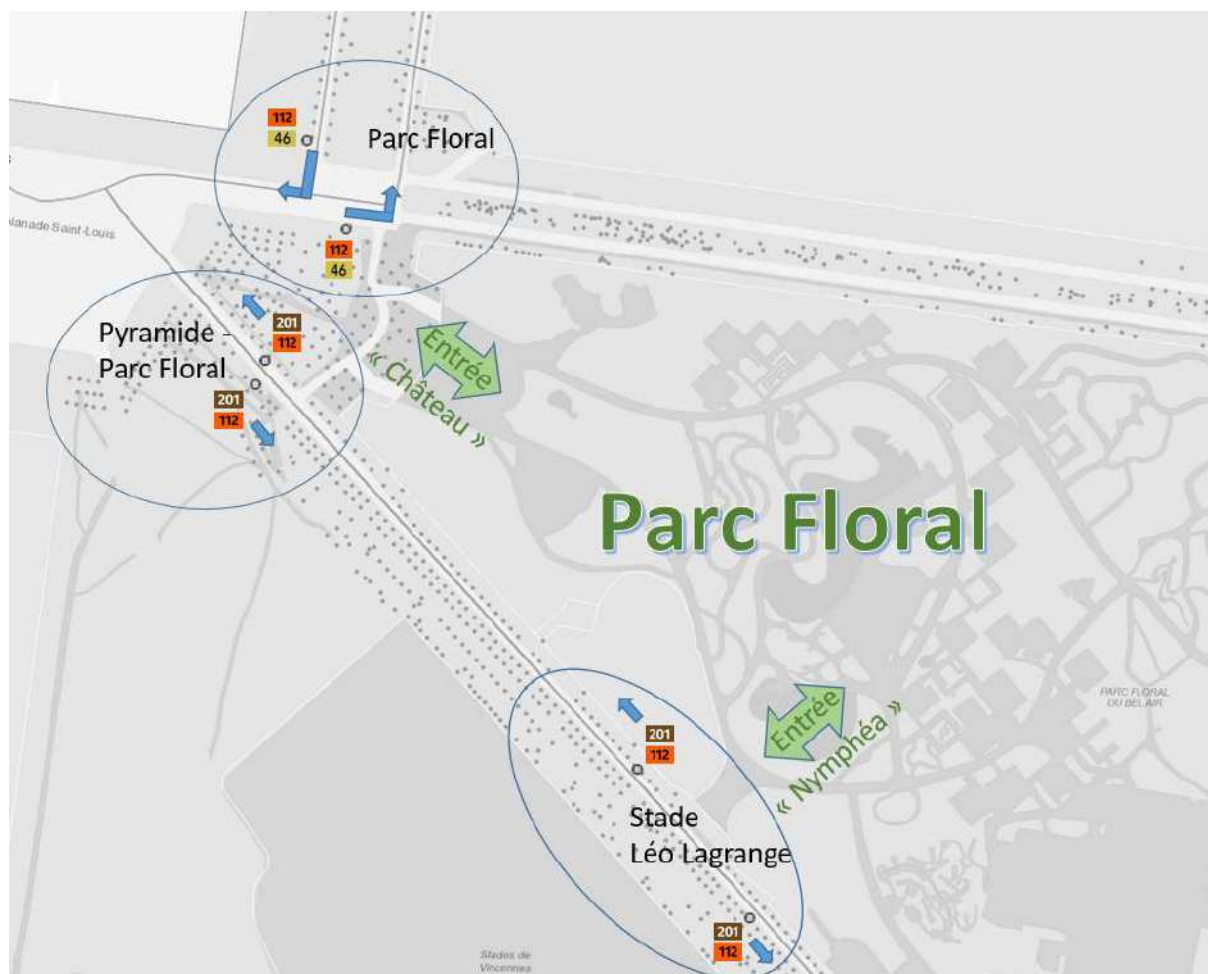 112
46
Parc Floral
112
46
Esplanade Saint-Louis
Pyramide -
Parc Floral
201
112
201
112
Entrée
« Château »
Parc Floral
PARC FLORAL
DU BEL AIR
Entrée
« Nymphéa »
201
112
Stade
Léo Lagrange
201
112
Stades de
Vincennes